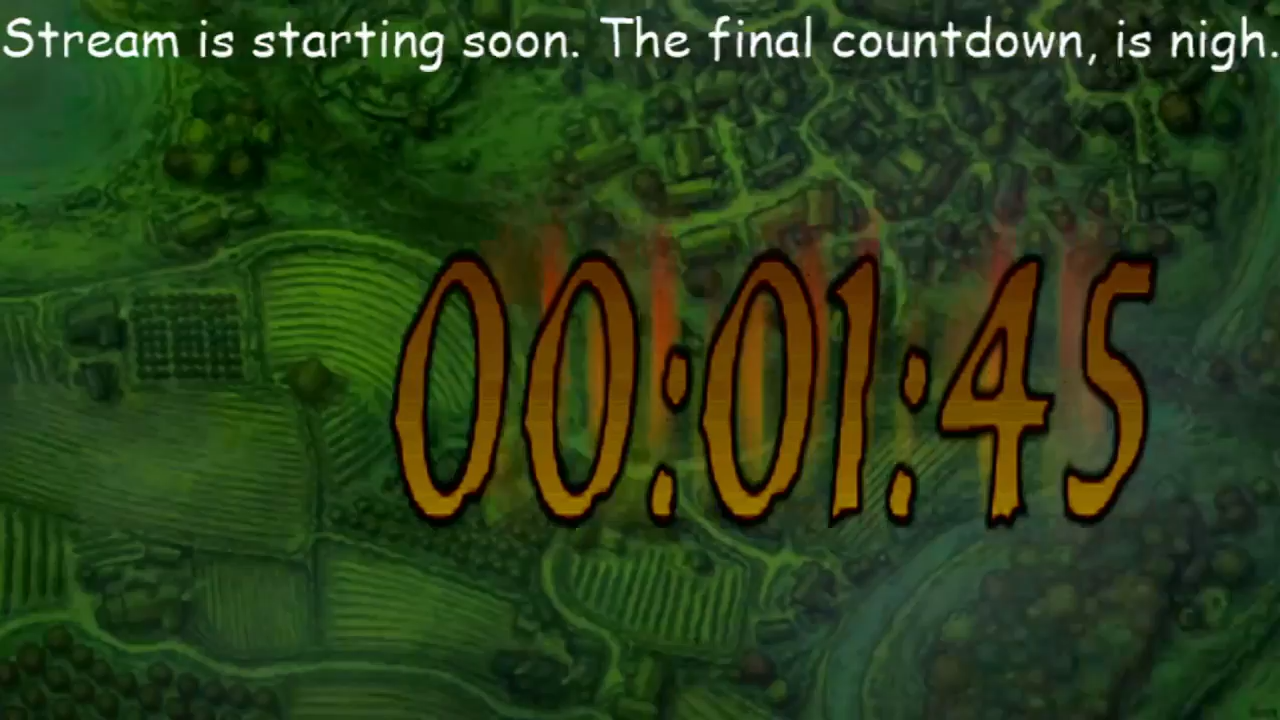 Stream is starting soon. The final countdown, is nigh.
00:01:45